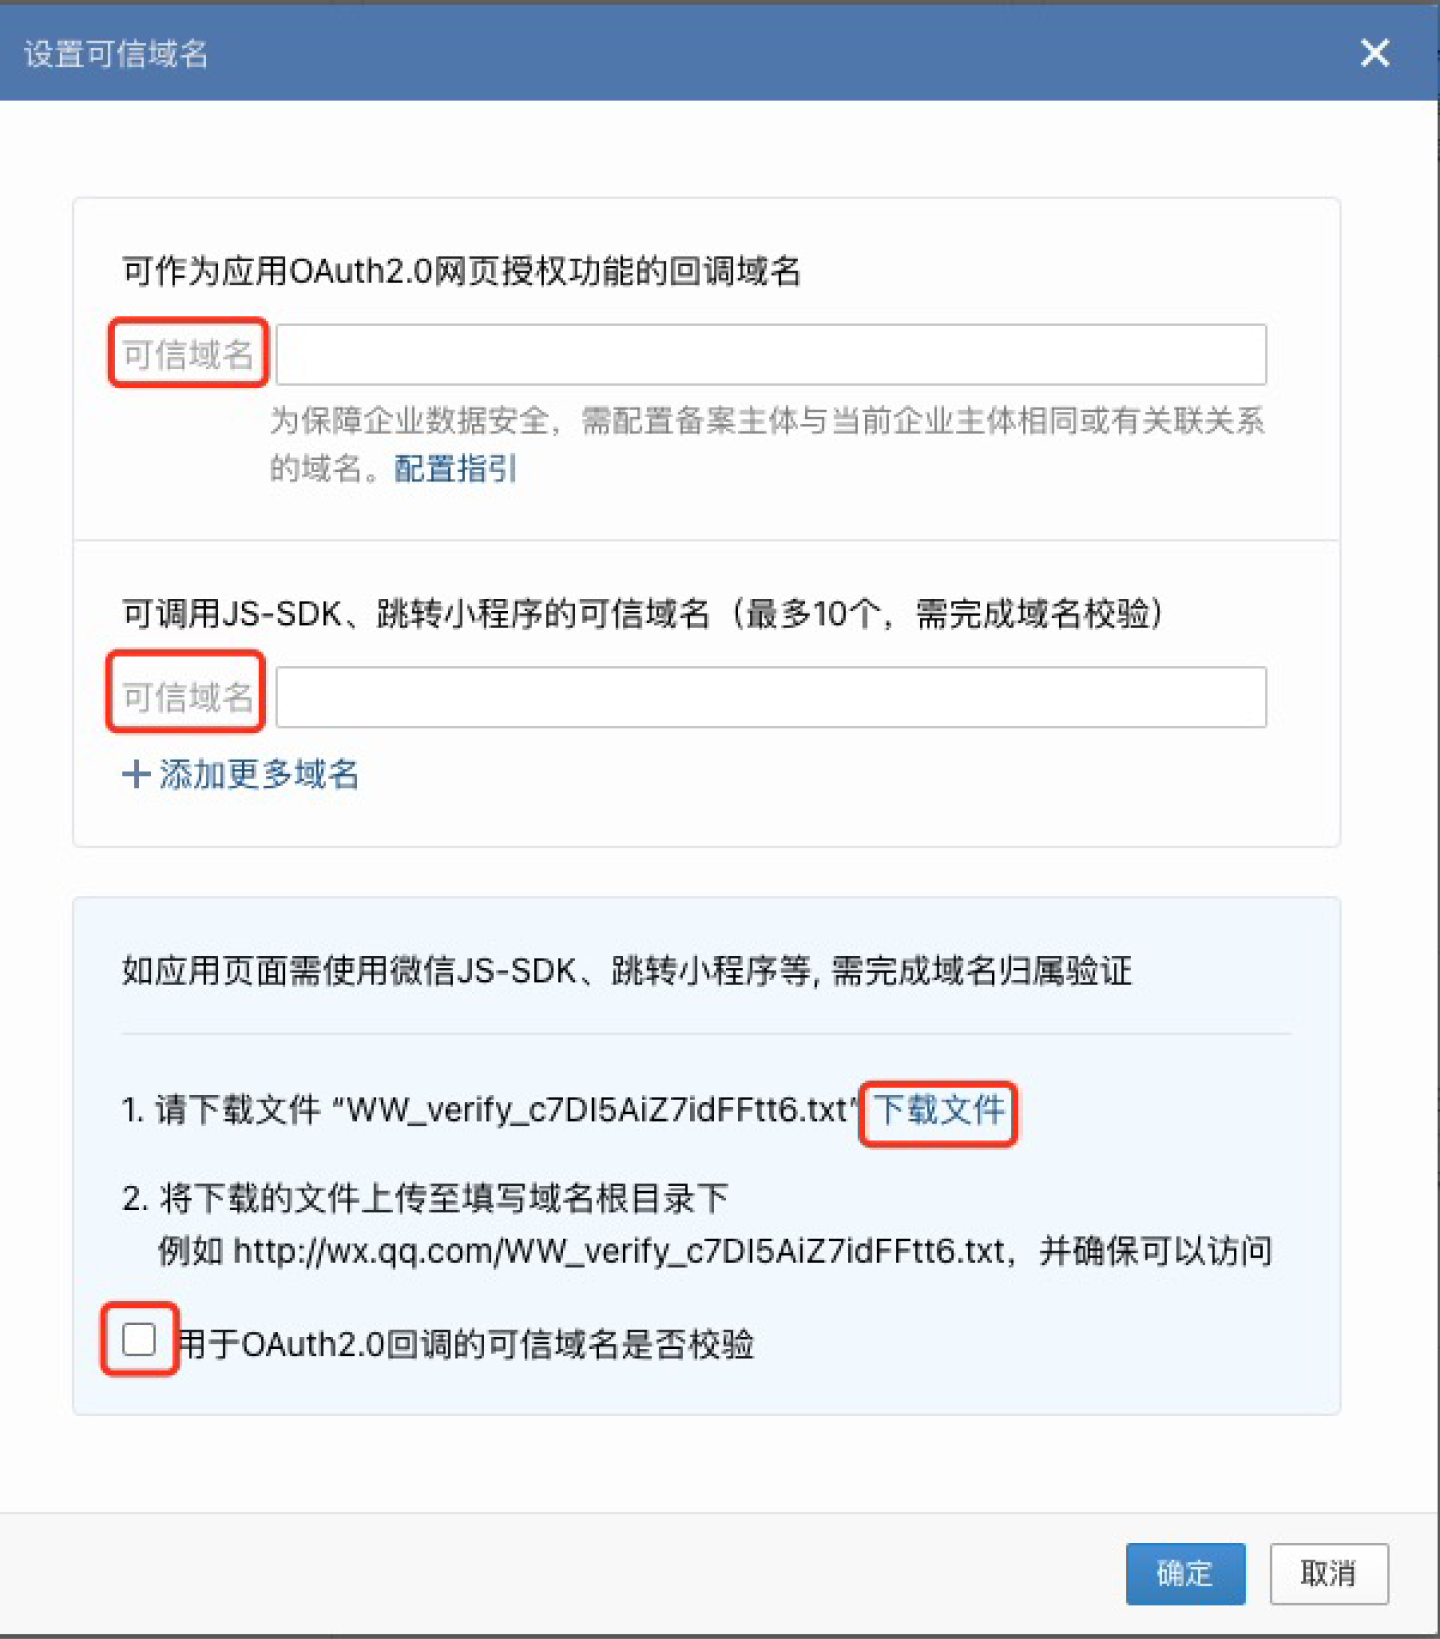 设置可信域名
可作为应用OAuth2.0网页授权功能的回调域名
可信域名
为保障企业数据安全，需配置备案主体与当前企业主体相同或有关联关系
的域名。配置指引
可调用JS-SDK、跳转小程序的可信域名（最多10个，需完成域名校验）
可信域名
添加更多域名
如应用页面需使用微信JS-SDK、跳转小程序等, 需完成域名归属验证
1. 请下载文件 “WW_verify_c7DI5AiZ7idFFtt6.txt” 下载文件
2. 将下载的文件上传至填写域名根目录下
例如 http://wx.qq.com/WW_verify_c7DI5AiZ7idFFtt6.txt，并确保可以访问
用于OAuth2.0回调的可信域名是否校验
确定 取消